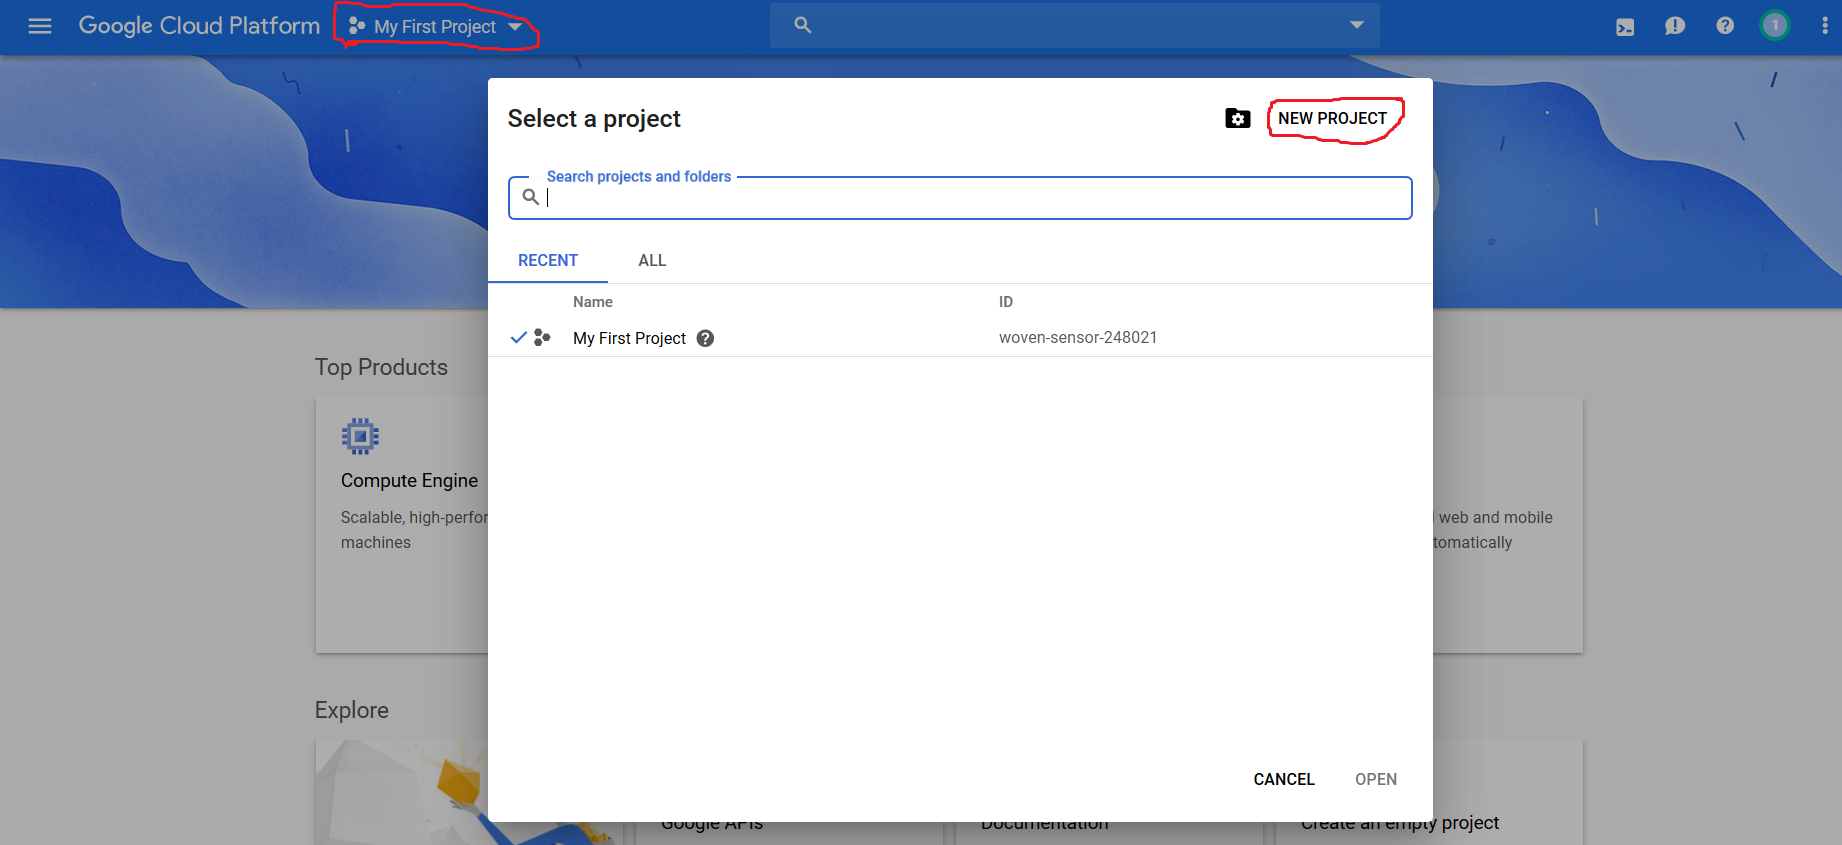 Google Cloud Platform
My First Project
1
Select a project
NEW PROJECT
Search projects and folders
RECENT
ALL
Name
ID
My First Project
woven-sensor-248021
Top Products
Compute Engine
Scalable, high-perfor
machines
web and mobile
tomatically
Explore
CANCEL
OPEN
Google APIs
Documentation
Create an empty project